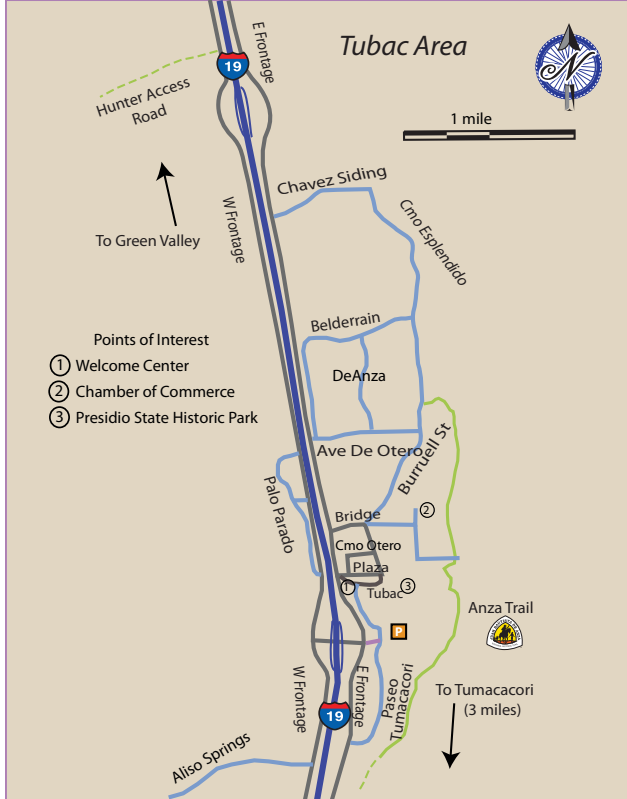 Tubac Area
N
E Frontage
19
Hunter Access
Road
1 mile
Chavez Siding
Cmo Esplendido
To Green Valley
W Frontage
Points of Interest
1 Welcome Center
2 Chamber of Commerce
3 Presidio State Historic Park
Belderrain
DeAnza
Ave De Otero
Burruell St
Palo Parado
Bridge
2
Cmo Otero
Plaza
1
Tubac
3
Anza Trail
P
W Frontage
E Frontage
Paseo
Tumacacori
To Tumacacori
(3 miles)
19
Aliso Springs